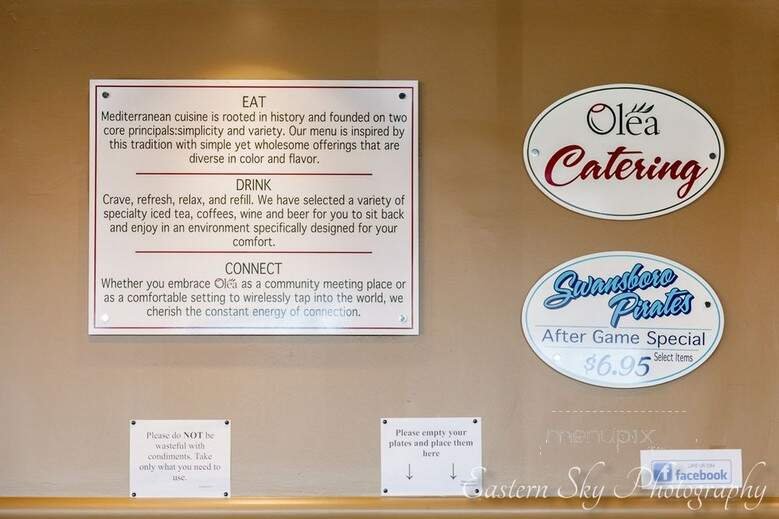 EAT
Mediterranean cuisine is rooted in history and founded on two
core principals:simplicity and variety. Our menu is inspired by
this tradition with simple yet wholesome offerings that are
diverse in color and flavor.
DRINK
Crave, refresh, relax, and refill. We have selected a variety of
specialty iced tea, coffees, wine and beer for you to sit back
and enjoy in an environment specifically designed for your
comfort.
CONNECT
Whether you embrace Olea as a community meeting place or
as a comfortable setting to wirelessly tap into the world, we
cherish the constant energy of connection.
Olea
Catering
Swansboro
Pirates
After Game Special
$6.95 Select Items
Please do NOT be
wasteful with
condiments. Take
only what you need to
use.
Please empty your
plates and place them
here
↓ ↓
menupix
LIKE US ON
facebook
Eastern Sky Photography